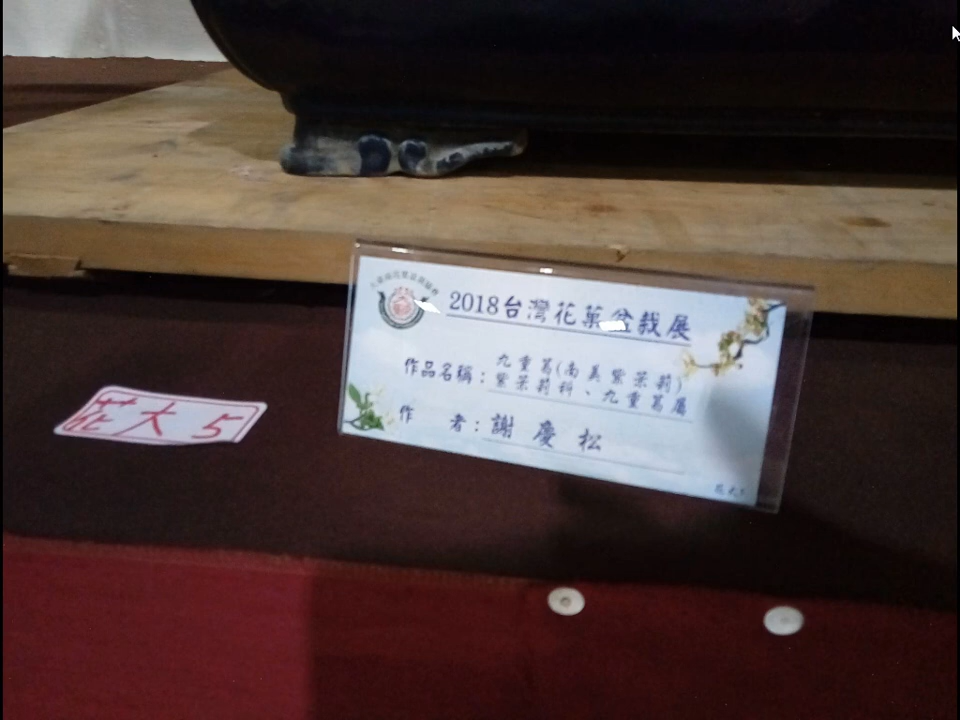 2018台灣花菓盆栽展
作品名稱：九重葛(南美紫茉莉)
紫茉莉科、九重葛屬
作 者：謝慶松
花大5
花大5